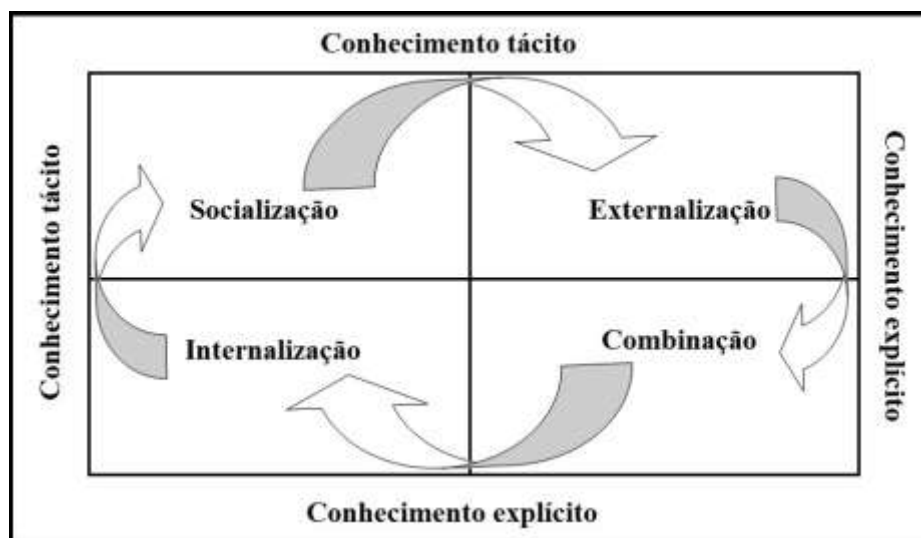 Conhecimento tácito
Conhecimento tácito
Socialização
Externalização
Conhecimento explícito
Internalização
Combinação
Conhecimento explícito